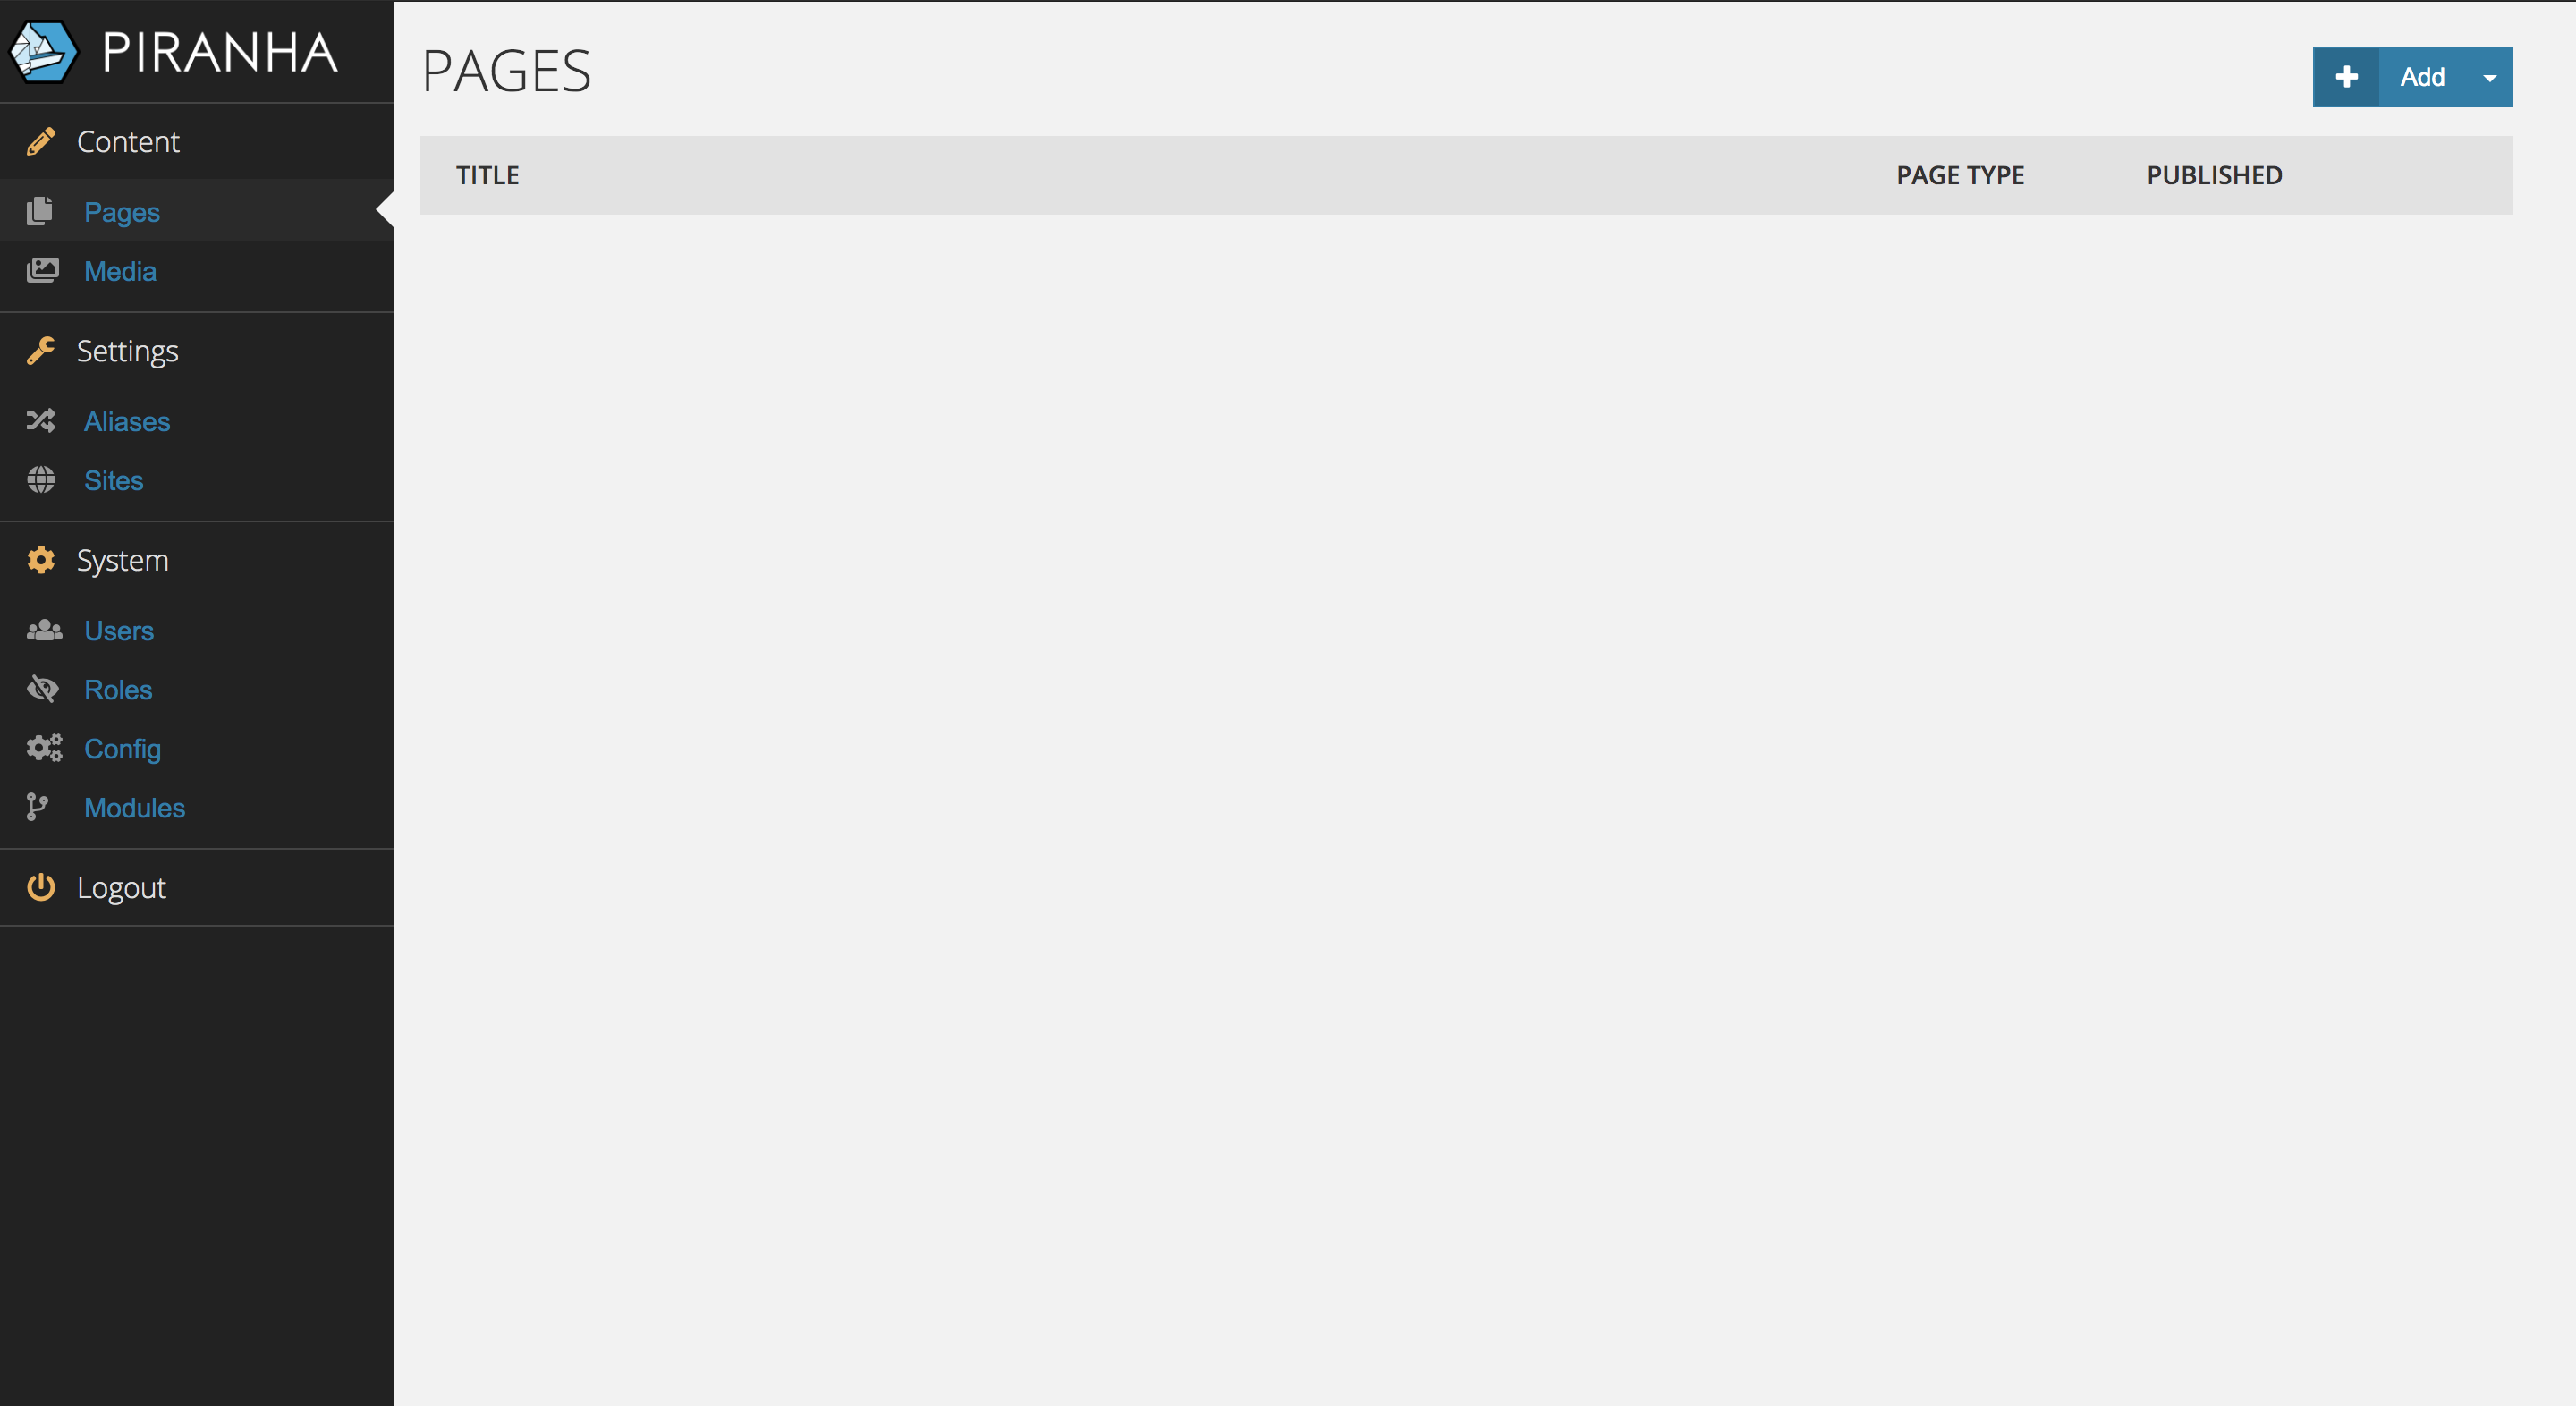 PIRANHA
Content
Pages
Media
Settings
Aliases
Sites
System
Users
Roles
Config
Modules
Logout
PAGES
Add
TITLE PAGE TYPE PUBLISHED